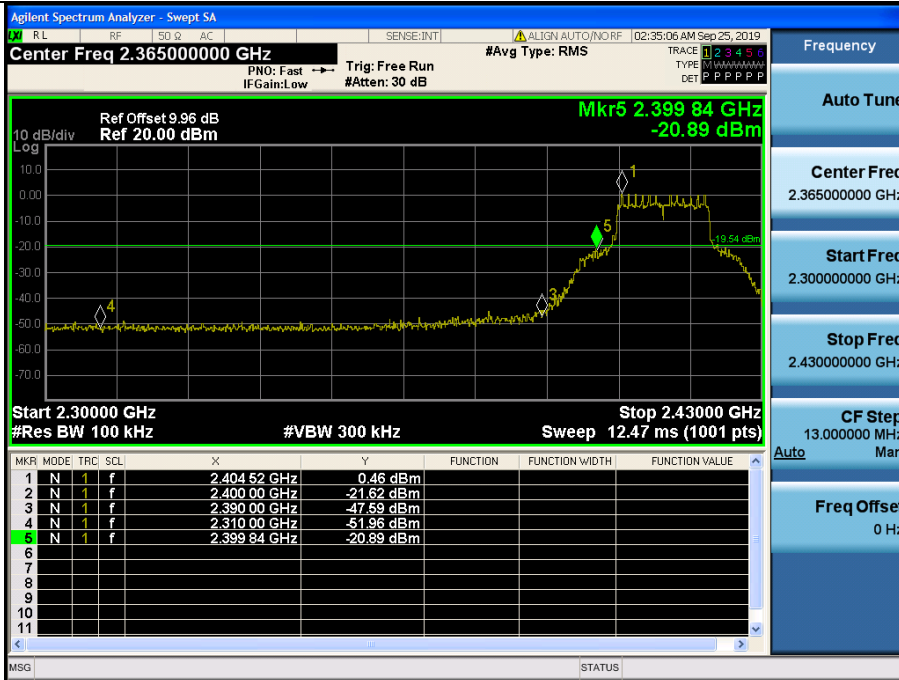 Agilent Spectrum Analyzer - Swept SA
LXI RL RF 50 Ω AC SENSE:INT ALIGN AUTO/NO RF 02:35:06 AM Sep 25, 2019
Center Freq 2.365000000 GHz #Avg Type: RMS TRACE 1 2 3 4 5 6
PNO: Fast Trig: Free Run TYPE M WWWWW
IFGain:Low #Atten: 30 dB DET P P P P P P
Frequency
Mkr5 2.399 84 GHz
-20.89 dBm
Ref Offset 9.96 dB
10 dB/div Ref 20.00 dBm
Log
10.0
0.00
-10.0
-20.0
-30.0
-40.0
-50.0
-60.0
-70.0
1
5
-19.54 dBm
3
4
Start 2.30000 GHz Stop 2.43000 GHz
#Res BW 100 kHz #VBW 300 kHz Sweep 12.47 ms (1001 pts)
MKR MODE TRC SCL X Y FUNCTION FUNCTION WIDTH FUNCTION VALUE
1 N 1 f 2.404 52 GHz 0.46 dBm
2 N 1 f 2.400 00 GHz -21.62 dBm
3 N 1 f 2.390 00 GHz -47.59 dBm
4 N 1 f 2.310 00 GHz -51.96 dBm
5 N 1 f 2.399 84 GHz -20.89 dBm
6
7
8
9
10
11
Auto Tune
Center Freq
2.365000000 GHz
Start Freq
2.300000000 GHz
Stop Freq
2.430000000 GHz
CF Step
13.000000 MHz
Auto Man
Freq Offset
0 Hz
MSG STATUS